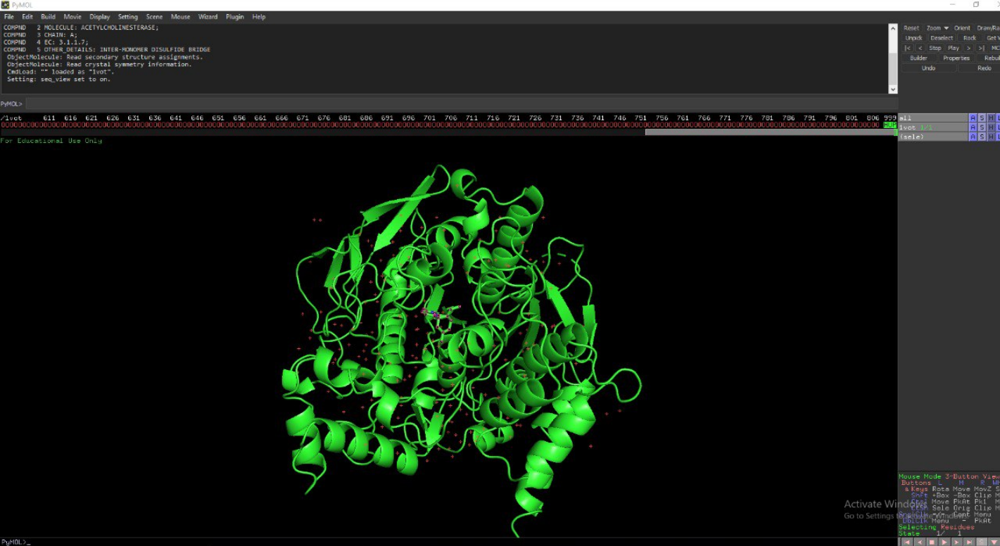 PyMOL
File Edit Build Movie Display Setting Scene Mouse Wizard Plugin Help
COMPND 2 MOLECULE: ACETYLCHOLINESTERASE;
COMPND 3 CHAIN: A;
COMPND 4 EC: 3.1.1.7;
COMPND 5 OTHER_DETAILS: INTER-MONOMER DISULFIDE BRIDGE
ObjectMolecule: Read secondary structure assignments.
ObjectMolecule: Read crystal symmetry information.
CmdLoad: "" loaded as "1vot".
Setting: seq_view set to on.
PyMOL>
Reset Zoom Orient Draw/Ra
Unpick Deselect Rock Get V
|< < Stop Play > >| MC
Builder Properties Rebui
Undo Redo
/1vot 611 616 621 626 631 636 641 646 651 656 661 666 671 676 681 686 691 696 701 706 711 716 721 726 731 736 741 746 751 756 761 766 771 776 781 786 791 796 801 806 999
HUP
all A S H L
1vot 1/1 A S H L
(sele) A S H L
For Educational Use Only
Activate Windows
Go to Settings to activate Windows.
Mouse Mode 3-Button View
Buttons L M R Wh
& Keys Rota Move MovZ S
Shft +Box -Box Clip M
Ctrl Move PkAt Pk1 M
CtSh Sele Orig Clip M
SnglClk +/- Cent Menu
DblClk Menu - PkAt
Selecting Residues
State 1/ 1
PyMOL>_